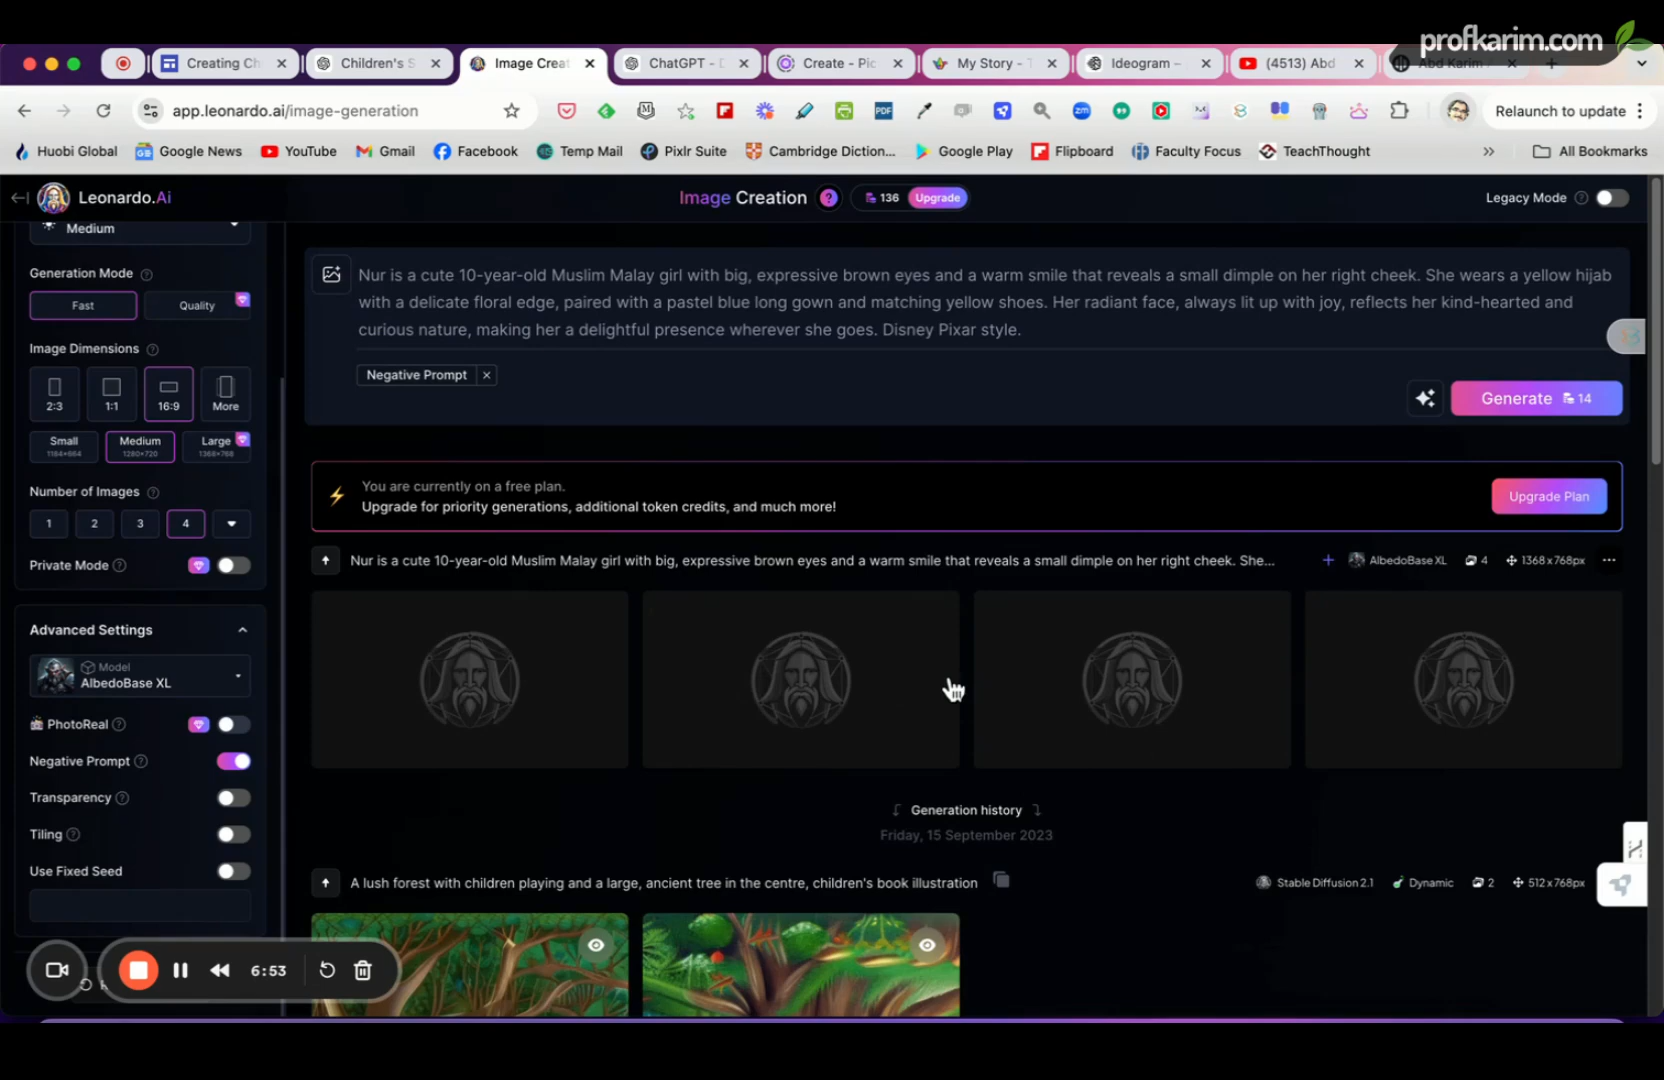 profkarim.com
Creating Ch
Children's S
Image Creat
ChatGPT - D
Create - Pic
My Story - T
Ideogram –
(4513) Abd
Abd Karim
app.leonardo.ai/image-generation
Relaunch to update
Huobi Global
Google News
YouTube
Gmail
Facebook
Temp Mail
Pixlr Suite
Cambridge Diction...
Google Play
Flipboard
Faculty Focus
TeachThought
All Bookmarks
Leonardo.Ai
Image Creation
136
Upgrade
Legacy Mode
Medium
Generation Mode
Fast
Quality
Image Dimensions
2:3
1:1
16:9
More
Small
1184×664
Medium
1280×720
Large
1368×768
Number of Images
1
2
3
4
Private Mode
Advanced Settings
Model
AlbedoBase XL
PhotoReal
Negative Prompt
Transparency
Tiling
Use Fixed Seed
6:53
Nur is a cute 10-year-old Muslim Malay girl with big, expressive brown eyes and a warm smile that reveals a small dimple on her right cheek. She wears a yellow hijab
with a delicate floral edge, paired with a pastel blue long gown and matching yellow shoes. Her radiant face, always lit up with joy, reflects her kind-hearted and
curious nature, making her a delightful presence wherever she goes. Disney Pixar style.
Negative Prompt
Generate 14
You are currently on a free plan.
Upgrade for priority generations, additional token credits, and much more!
Upgrade Plan
Nur is a cute 10-year-old Muslim Malay girl with big, expressive brown eyes and a warm smile that reveals a small dimple on her right cheek. She...
AlbedoBase XL
4
1368x768px
Generation history
Friday, 15 September 2023
A lush forest with children playing and a large, ancient tree in the centre, children's book illustration
Stable Diffusion 2.1
Dynamic
2
512x768px